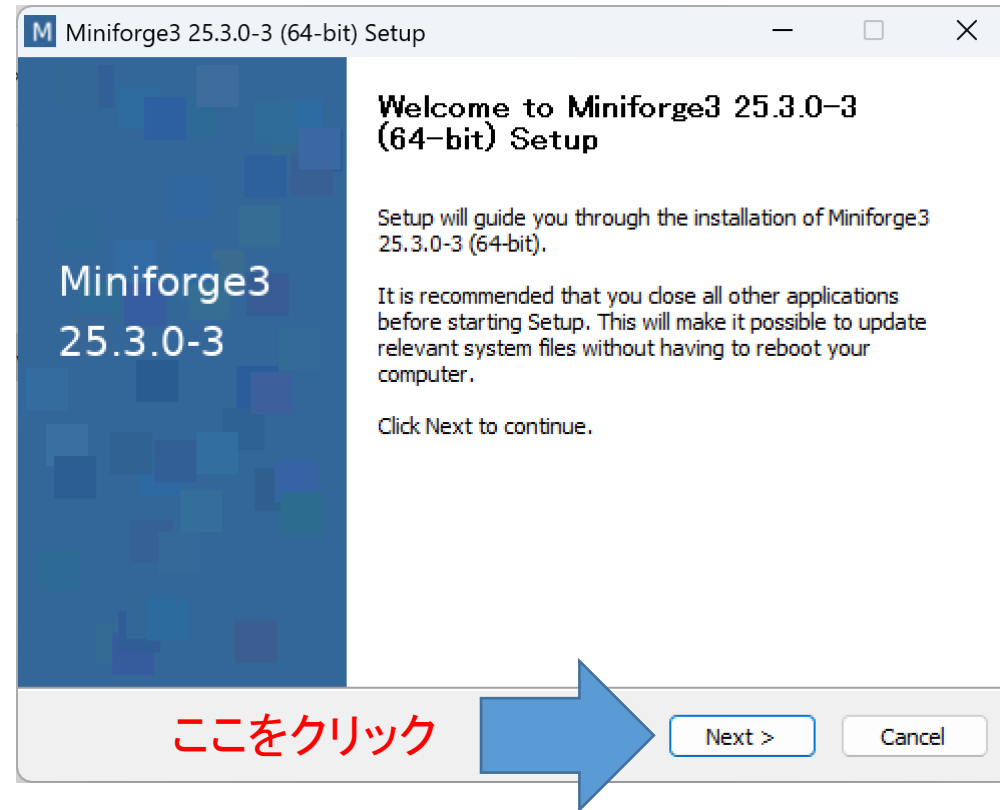 M Miniforge3 25.3.0-3 (64-bit) Setup
Welcome to Miniforge3 25.3.0-3
(64-bit) Setup
Setup will guide you through the installation of Miniforge3
25.3.0-3 (64-bit).
It is recommended that you close all other applications
before starting Setup. This will make it possible to update
relevant system files without having to reboot your
computer.
Click Next to continue.
Miniforge3
25.3.0-3
ここをクリック
Next >
Cancel